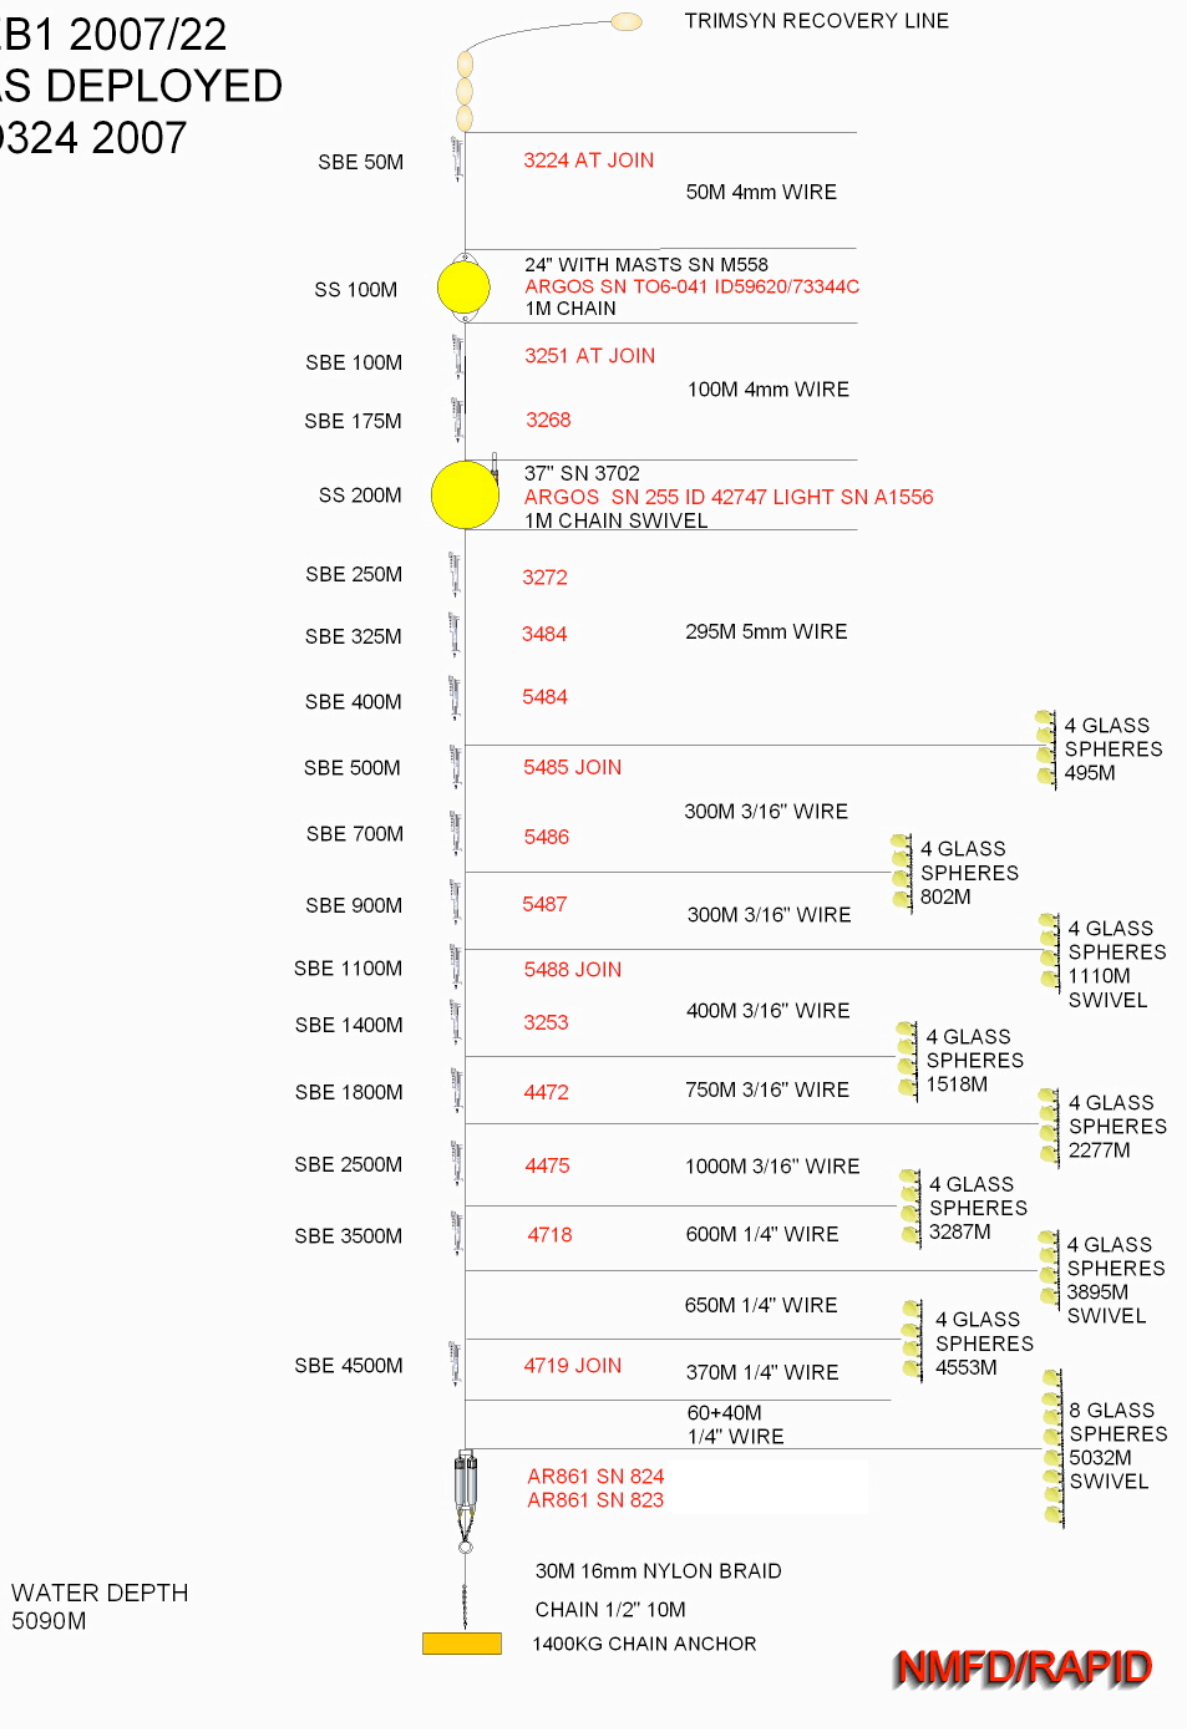 B1 2007/22
AS DEPLOYED
324 2007
TRIMSYN RECOVERY LINE
SBE 50M
3224 AT JOIN
50M 4mm WIRE
SS 100M
24" WITH MASTS SN M558
ARGOS SN TO6-041 ID59620/73344C
1M CHAIN
SBE 100M
3251 AT JOIN
100M 4mm WIRE
SBE 175M
3268
SS 200M
37" SN 3702
ARGOS SN 255 ID 42747 LIGHT SN A1556
1M CHAIN SWIVEL
SBE 250M
3272
SBE 325M
3484
295M 5mm WIRE
SBE 400M
5484
4 GLASS
SPHERES
495M
SBE 500M
5485 JOIN
300M 3/16" WIRE
SBE 700M
5486
4 GLASS
SPHERES
802M
SBE 900M
5487
300M 3/16" WIRE
4 GLASS
SPHERES
1110M
SWIVEL
SBE 1100M
5488 JOIN
400M 3/16" WIRE
SBE 1400M
3253
4 GLASS
SPHERES
1518M
SBE 1800M
4472
750M 3/16" WIRE
4 GLASS
SPHERES
2277M
SBE 2500M
4475
1000M 3/16" WIRE
4 GLASS
SPHERES
3287M
SBE 3500M
4718
600M 1/4" WIRE
4 GLASS
SPHERES
3895M
SWIVEL
650M 1/4" WIRE
4 GLASS
SPHERES
4553M
SBE 4500M
4719 JOIN
370M 1/4" WIRE
60+40M
1/4" WIRE
8 GLASS
SPHERES
5032M
SWIVEL
AR861 SN 824
AR861 SN 823
30M 16mm NYLON BRAID
CHAIN 1/2" 10M
1400KG CHAIN ANCHOR
WATER DEPTH
5090M
NMFD/RAPID